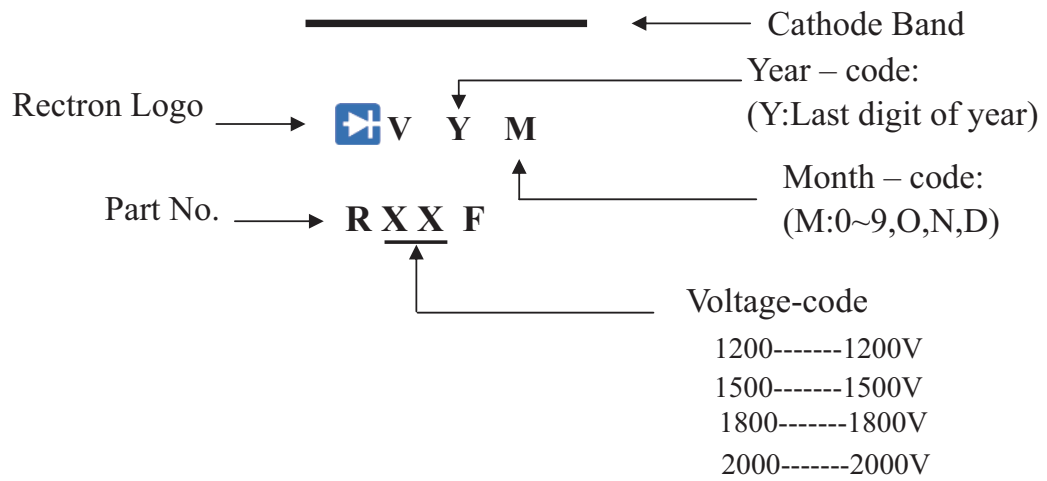 Cathode Band
Year – code:
(Y:Last digit of year)
Rectron Logo
V Y M
Month – code:
(M:0~9,O,N,D)
Part No.
R X X F
Voltage-code
1200-------1200V
1500-------1500V
1800-------1800V
2000-------2000V